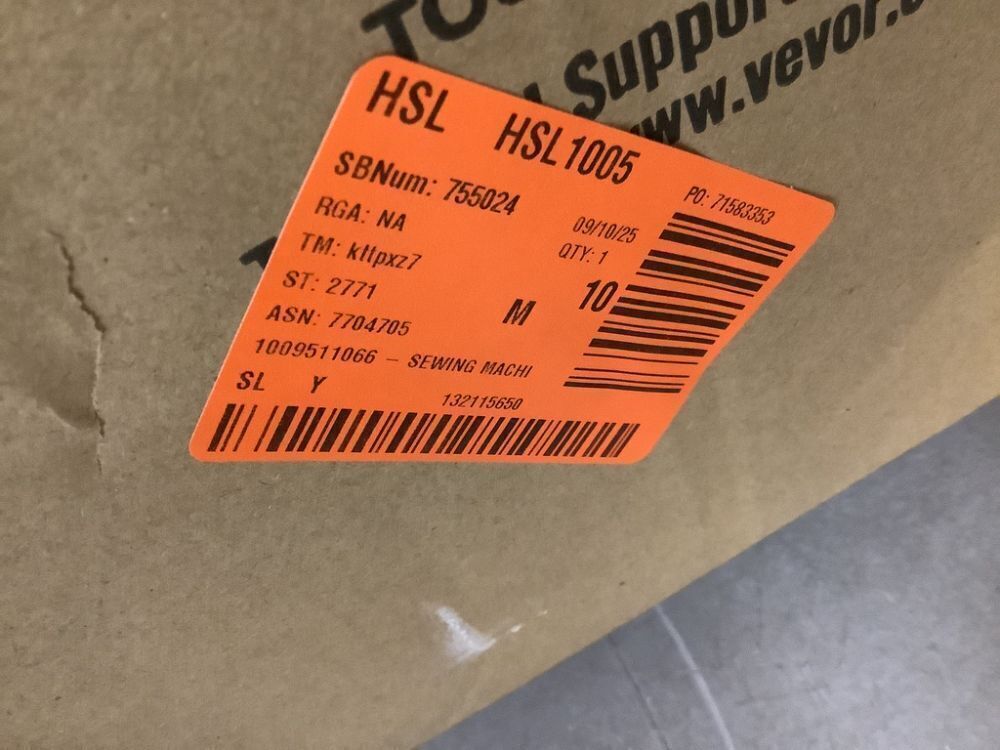 TOO
Support
www.vevor.c
HSL HSL1005
PO: 71583353
SBNum: 755024
09/10/25
RGA: NA
QTY: 1
TM: kttpxz7
ST: 2771
M 10
ASN: 7704705
1009511066 - SEWING MACHI
SL Y
132115650